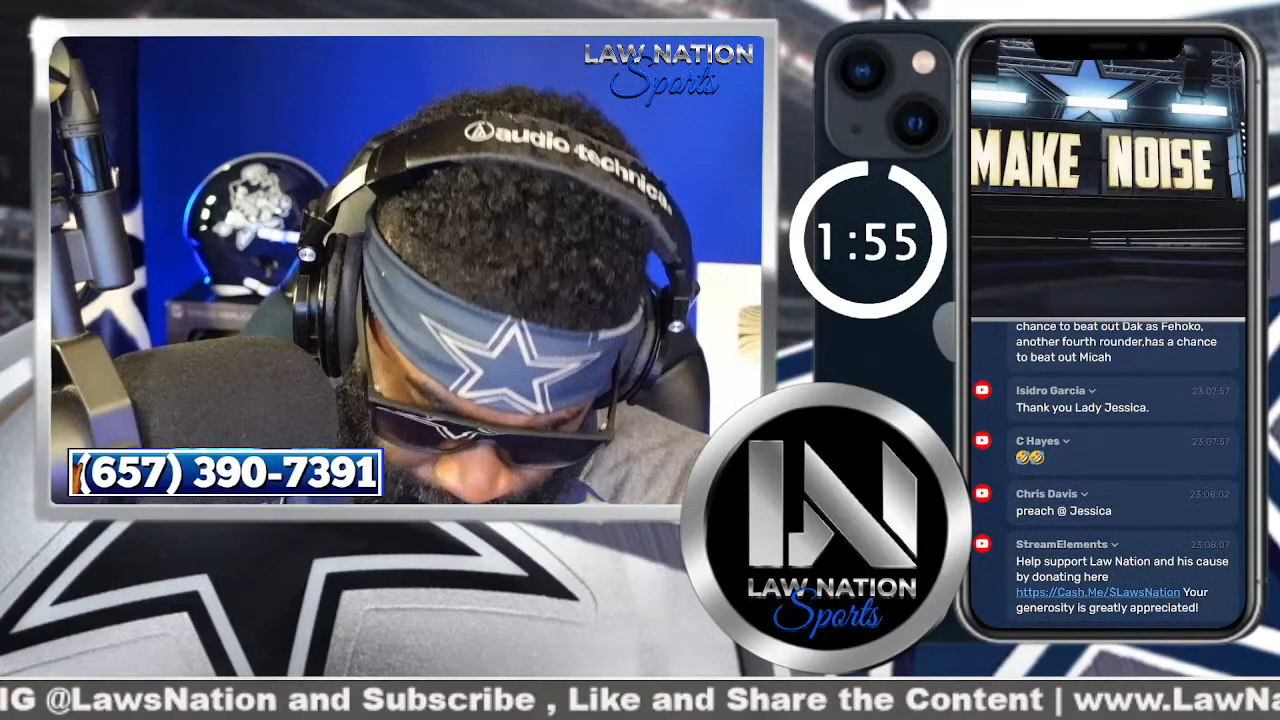 LAW NATION
Sports
audio-technica
(657) 390-7391
1:55
MAKE NOISE
chance to beat out Dak as Fehoko,
another fourth rounder,has a chance
to beat out Micah
Isidro Garcia 23:07:57
Thank you Lady Jessica.
C Hayes 23:07:57
🤣🤣
Chris Davis 23:08:02
preach @ Jessica
StreamElements 23:08:07
Help support Law Nation and his cause
by donating here
https://Cash.Me/$LawsNation Your
generosity is greatly appreciated!
LN
LAW NATION
Sports
IG @LawsNation and Subscribe , Like and Share the Content | www.LawNa